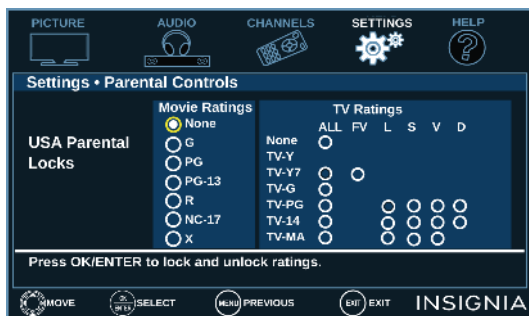 PICTURE AUDIO CHANNELS SETTINGS HELP
Settings • Parental Controls
USA Parental
Locks
Movie Ratings
None
G
PG
PG-13
R
NC-17
X
TV Ratings
ALL FV L S V D
None
TV-Y
TV-Y7
TV-G
TV-PG
TV-14
TV-MA
Press OK/ENTER to lock and unlock ratings.
MOVE OK ENTER SELECT MENU PREVIOUS EXIT EXIT INSIGNIA